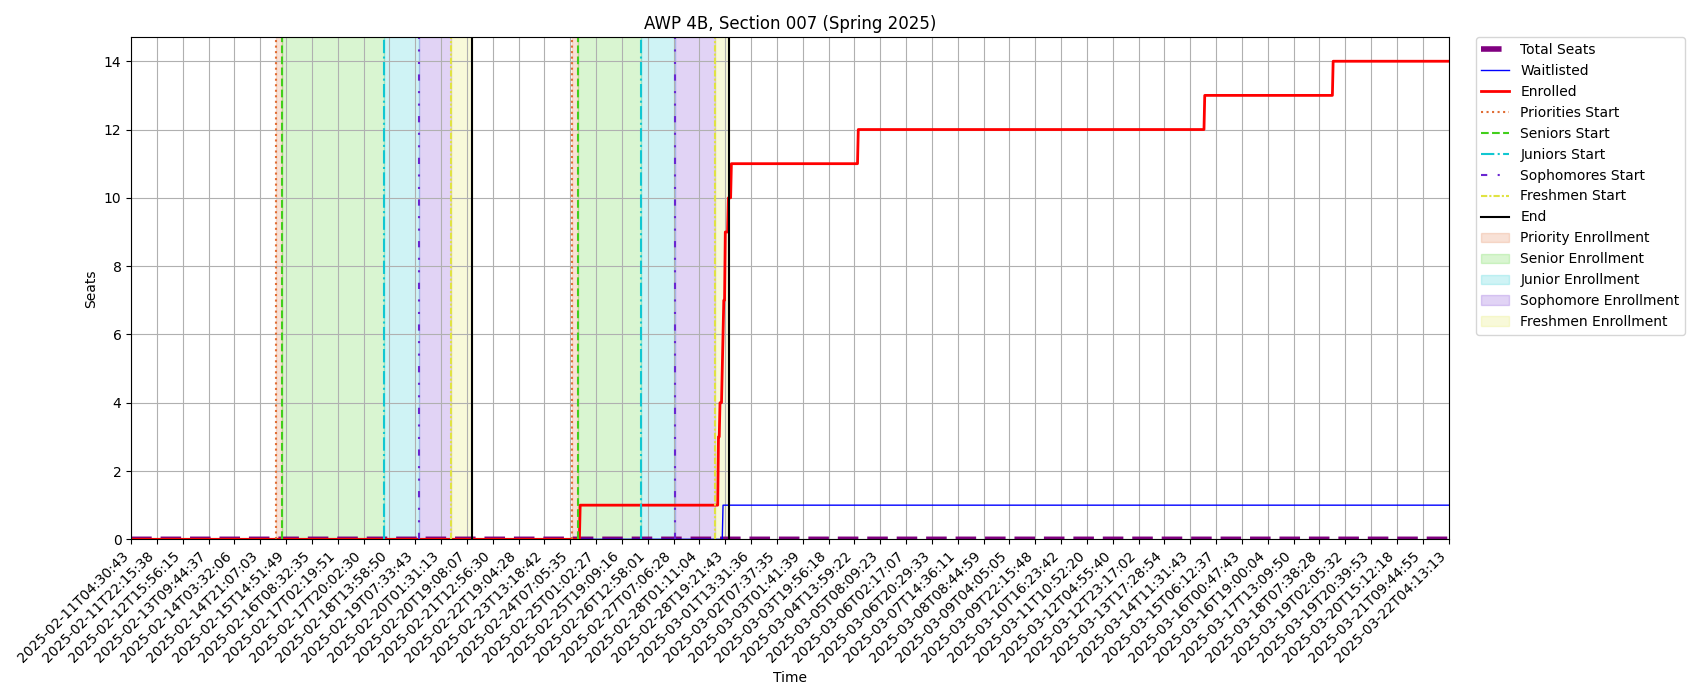 AWP 4B, Section 007 (Spring 2025)
Seats
14
12
10
8
6
4
2
0
2025-02-11T04:30:43
2025-02-11T22:15:38
2025-02-12T15:56:15
2025-02-13T09:44:37
2025-02-14T03:32:06
2025-02-14T21:07:03
2025-02-15T14:51:49
2025-02-16T08:32:35
2025-02-17T02:19:51
2025-02-17T20:02:30
2025-02-18T13:58:50
2025-02-19T07:33:43
2025-02-20T01:31:13
2025-02-20T19:08:07
2025-02-21T12:56:30
2025-02-22T19:04:28
2025-02-23T13:18:42
2025-02-24T07:05:35
2025-02-25T01:02:27
2025-02-25T19:09:16
2025-02-26T12:58:01
2025-02-27T07:06:28
2025-02-28T01:11:04
2025-02-28T19:21:43
2025-03-01T13:31:36
2025-03-02T07:37:35
2025-03-03T01:41:39
2025-03-03T19:56:18
2025-03-04T13:59:22
2025-03-05T08:09:23
2025-03-06T02:17:07
2025-03-06T20:29:33
2025-03-07T14:36:11
2025-03-08T08:44:59
2025-03-09T04:05:05
2025-03-09T22:15:48
2025-03-10T16:23:42
2025-03-11T10:52:20
2025-03-12T04:55:40
2025-03-12T23:17:02
2025-03-13T17:28:54
2025-03-14T11:31:43
2025-03-15T06:12:37
2025-03-16T00:47:43
2025-03-16T19:00:04
2025-03-17T13:09:50
2025-03-18T07:38:28
2025-03-19T02:05:32
2025-03-19T20:39:53
2025-03-20T15:12:18
2025-03-21T09:44:55
2025-03-22T04:13:13
Time
Total Seats
Waitlisted
Enrolled
Priorities Start
Seniors Start
Juniors Start
Sophomores Start
Freshmen Start
End
Priority Enrollment
Senior Enrollment
Junior Enrollment
Sophomore Enrollment
Freshmen Enrollment